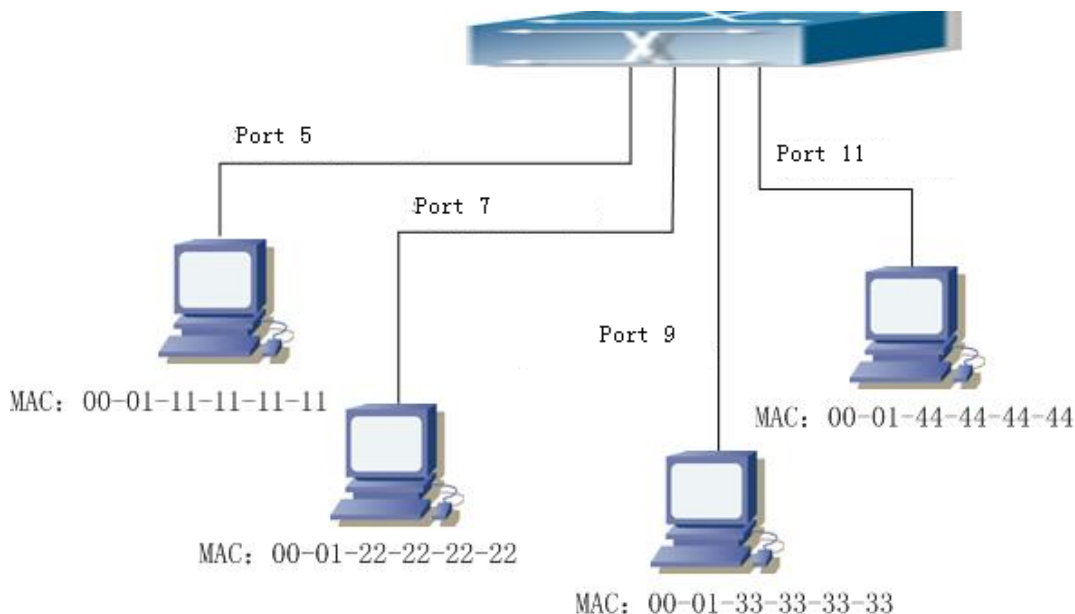 Port 5
Port 11
Port 7
Port 9
MAC: 00-01-11-11-11-11
MAC: 00-01-44-44-44-44
MAC: 00-01-22-22-22-22
MAC: 00-01-33-33-33-33